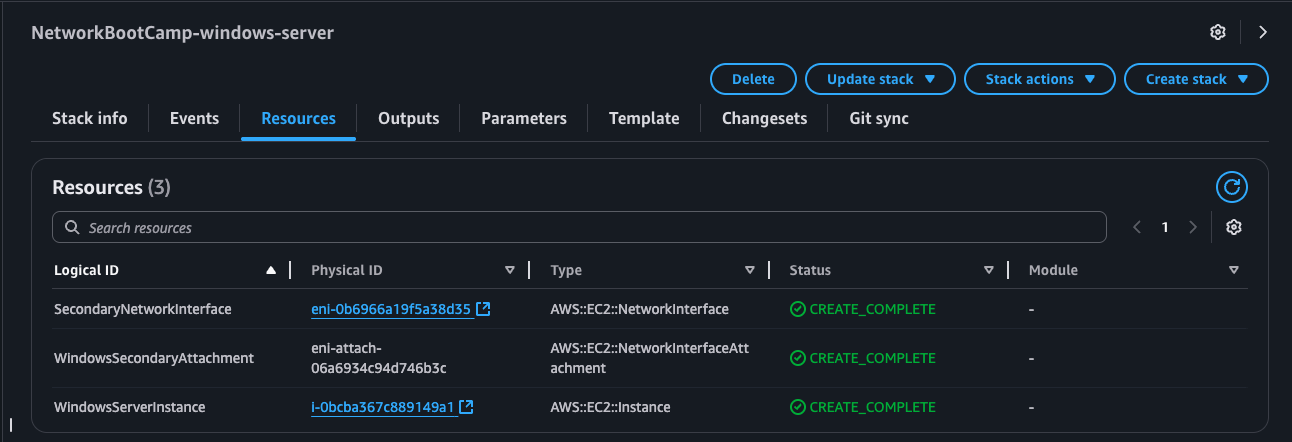 NetworkBootCamp-windows-server
Delete Update stack Stack actions Create stack
Stack info Events Resources Outputs Parameters Template Changesets Git sync
Resources (3)
Search resources
1
Logical ID Physical ID Type Status Module
SecondaryNetworkInterface eni-0b6966a19f5a38d35 AWS::EC2::NetworkInterface CREATE_COMPLETE -
WindowsSecondaryAttachment eni-attach-06a6934c94d746b3c AWS::EC2::NetworkInterfaceAttachment CREATE_COMPLETE -
WindowsServerInstance i-0bcba367c889149a1 AWS::EC2::Instance CREATE_COMPLETE -